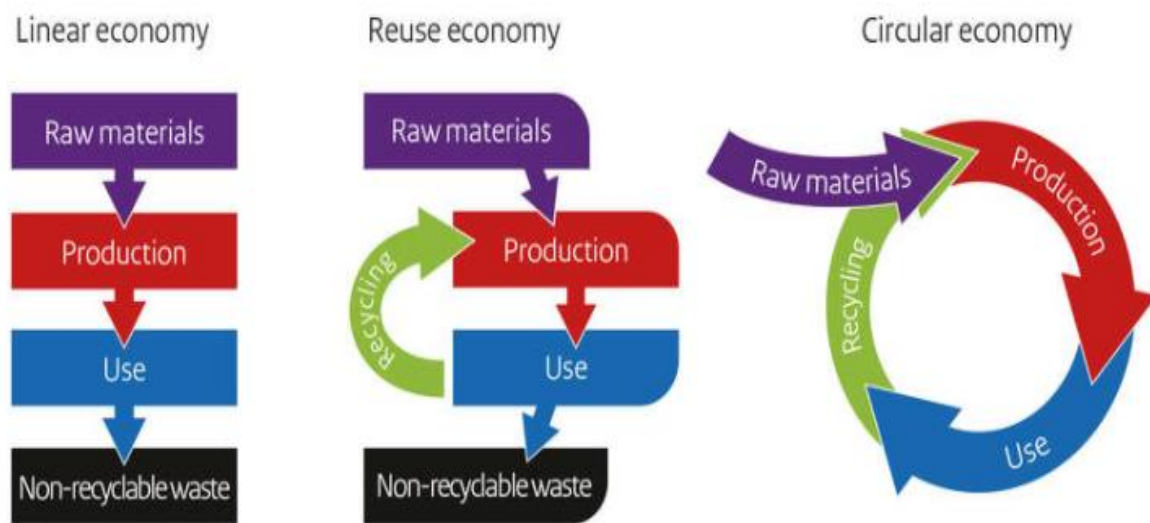 Linear economy
Raw materials
Production
Use
Non-recyclable waste
Reuse economy
Raw materials
Production
Recycling
Use
Non-recyclable waste
Circular economy
Raw materials
Production
Recycling
Use